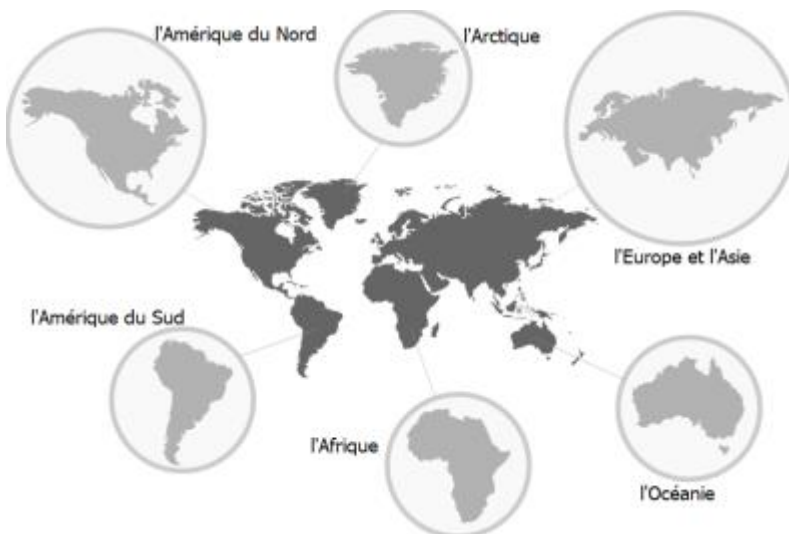 l'Amérique du Nord
l'Arctique
l'Europe et l'Asie
l'Amérique du Sud
l'Afrique
l'Océanie